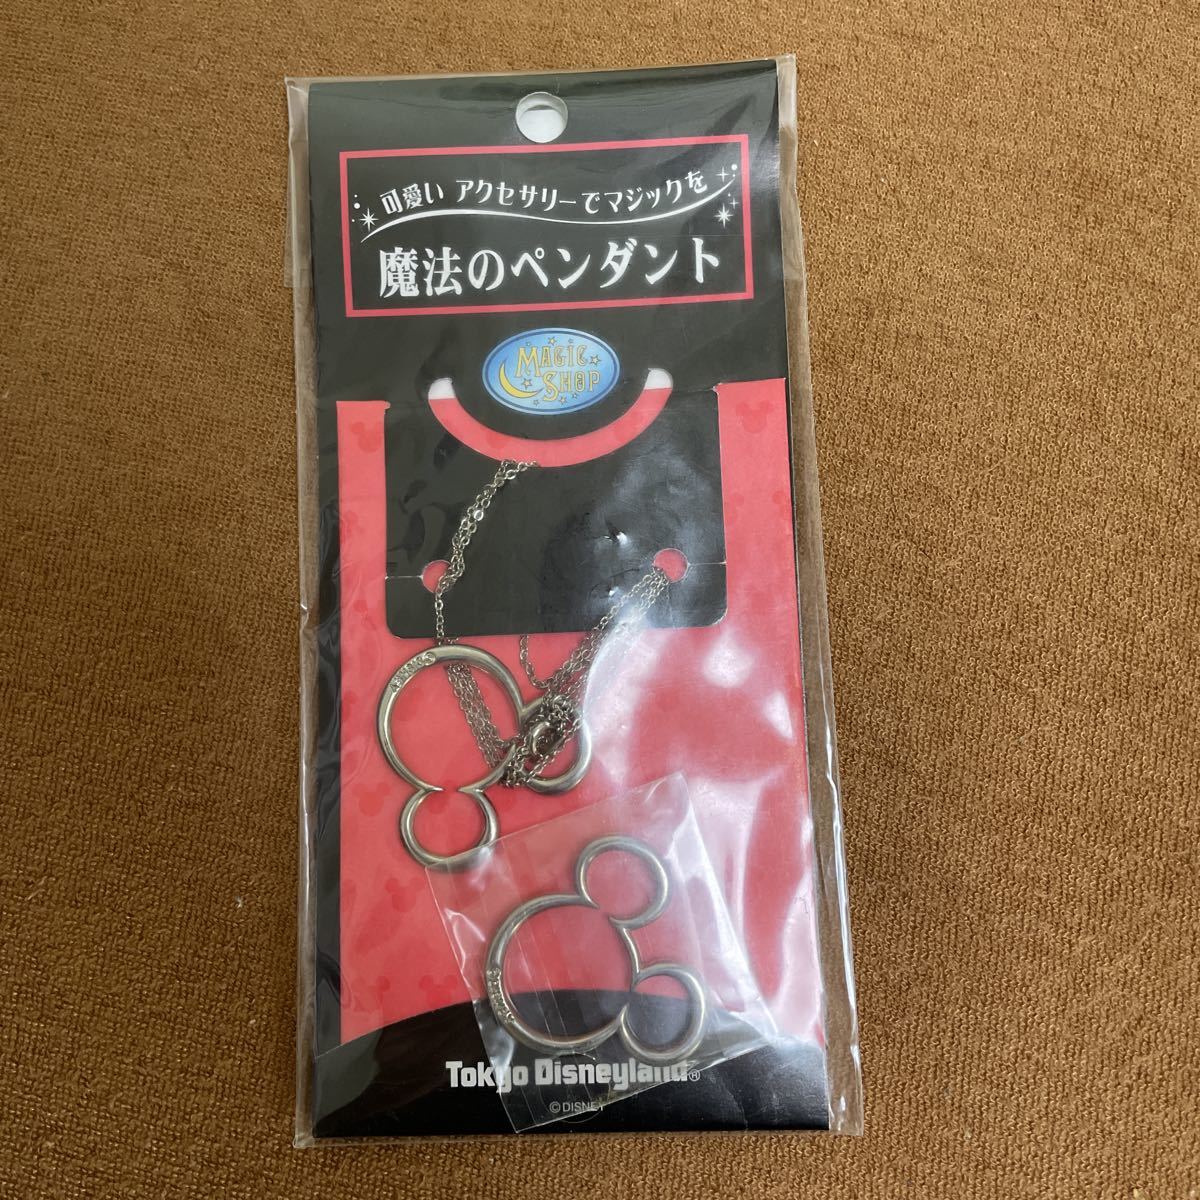 可愛い アクセサリーでマジックを
魔法のペンダント
MAGIC
SHOP
©DISNEY
Tokyo Disneyland®
©DISNEY